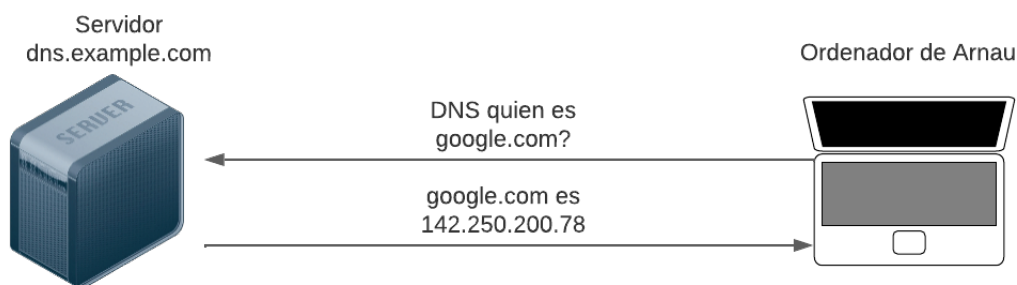 Servidor
dns.example.com
Ordenador de Arnau
SERVER
DNS quien es
google.com?
google.com es
142.250.200.78